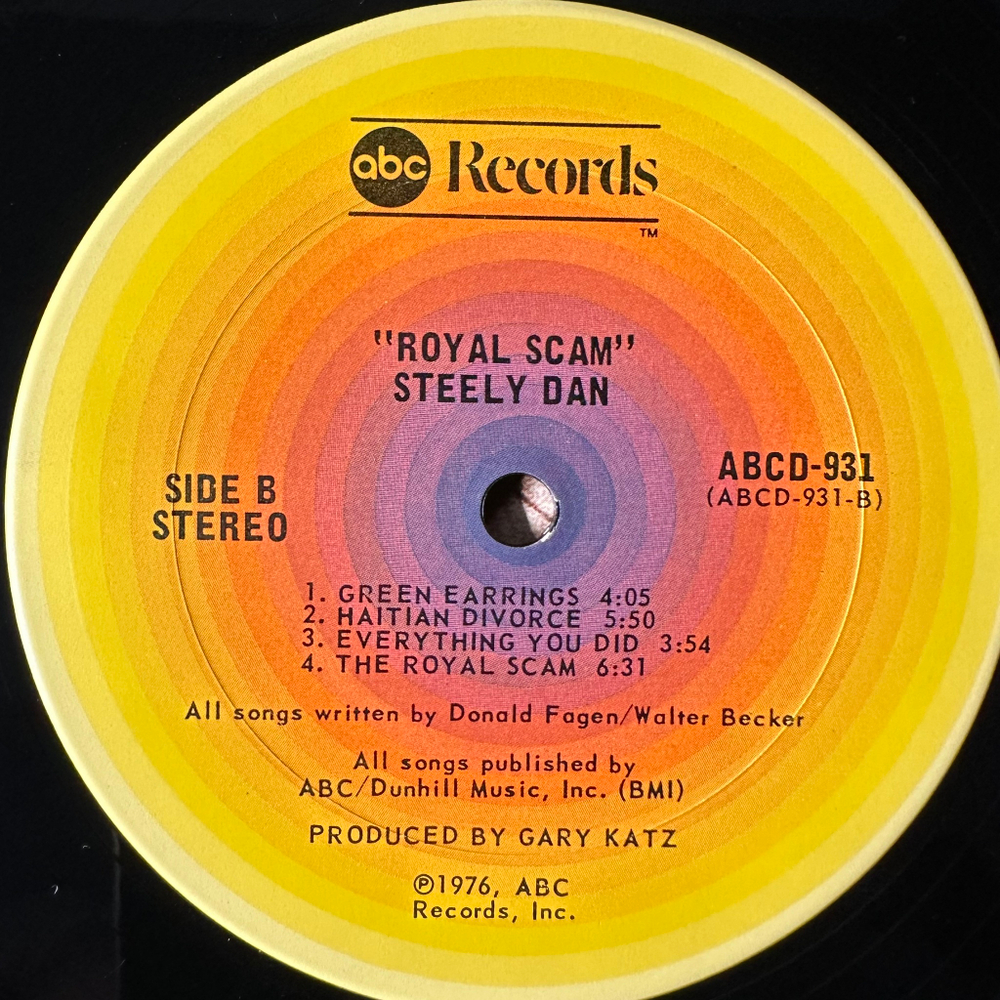 abc Records
TM
"ROYAL SCAM"
STEELY DAN
SIDE B
STEREO
ABCD-931
(ABCD-931-B)
1. GREEN EARRINGS 4:05
2. HAITIAN DIVORCE 5:50
3. EVERYTHING YOU DID 3:54
4. THE ROYAL SCAM 6:31
All songs written by Donald Fagen/Walter Becker
All songs published by
ABC/Dunhill Music, Inc. (BMI)
PRODUCED BY GARY KATZ
℗1976, ABC
Records, Inc.